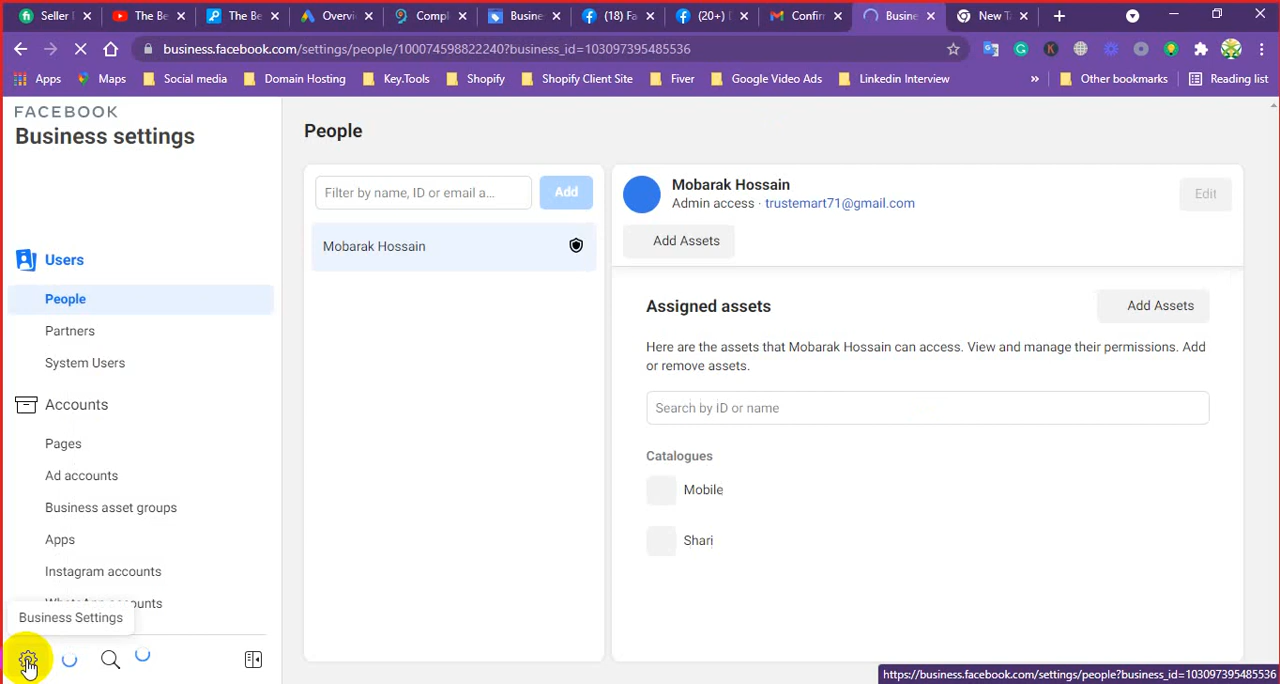 Seller D
The Be
The Be
Overvi
Compl
Busine
(18) Fa
(20+)
Confir
Busine
New Ta
business.facebook.com/settings/people/100074598822240?business_id=103097395485536
Apps
Maps
Social media
Domain Hosting
Key.Tools
Shopify
Shopify Client Site
Fiver
Google Video Ads
Linkedin Interview
»
Other bookmarks
Reading list
FACEBOOK
Business settings
Users
People
Partners
System Users
Accounts
Pages
Ad accounts
Business asset groups
Apps
Instagram accounts
WhatsApp accounts
Business Settings
People
Filter by name, ID or email a...
Add
Mobarak Hossain
Mobarak Hossain
Admin access · trustemart71@gmail.com
Edit
Add Assets
Assigned assets
Add Assets
Here are the assets that Mobarak Hossain can access. View and manage their permissions. Add
or remove assets.
Search by ID or name
Catalogues
Mobile
Shari
https://business.facebook.com/settings/people?business_id=103097395485536